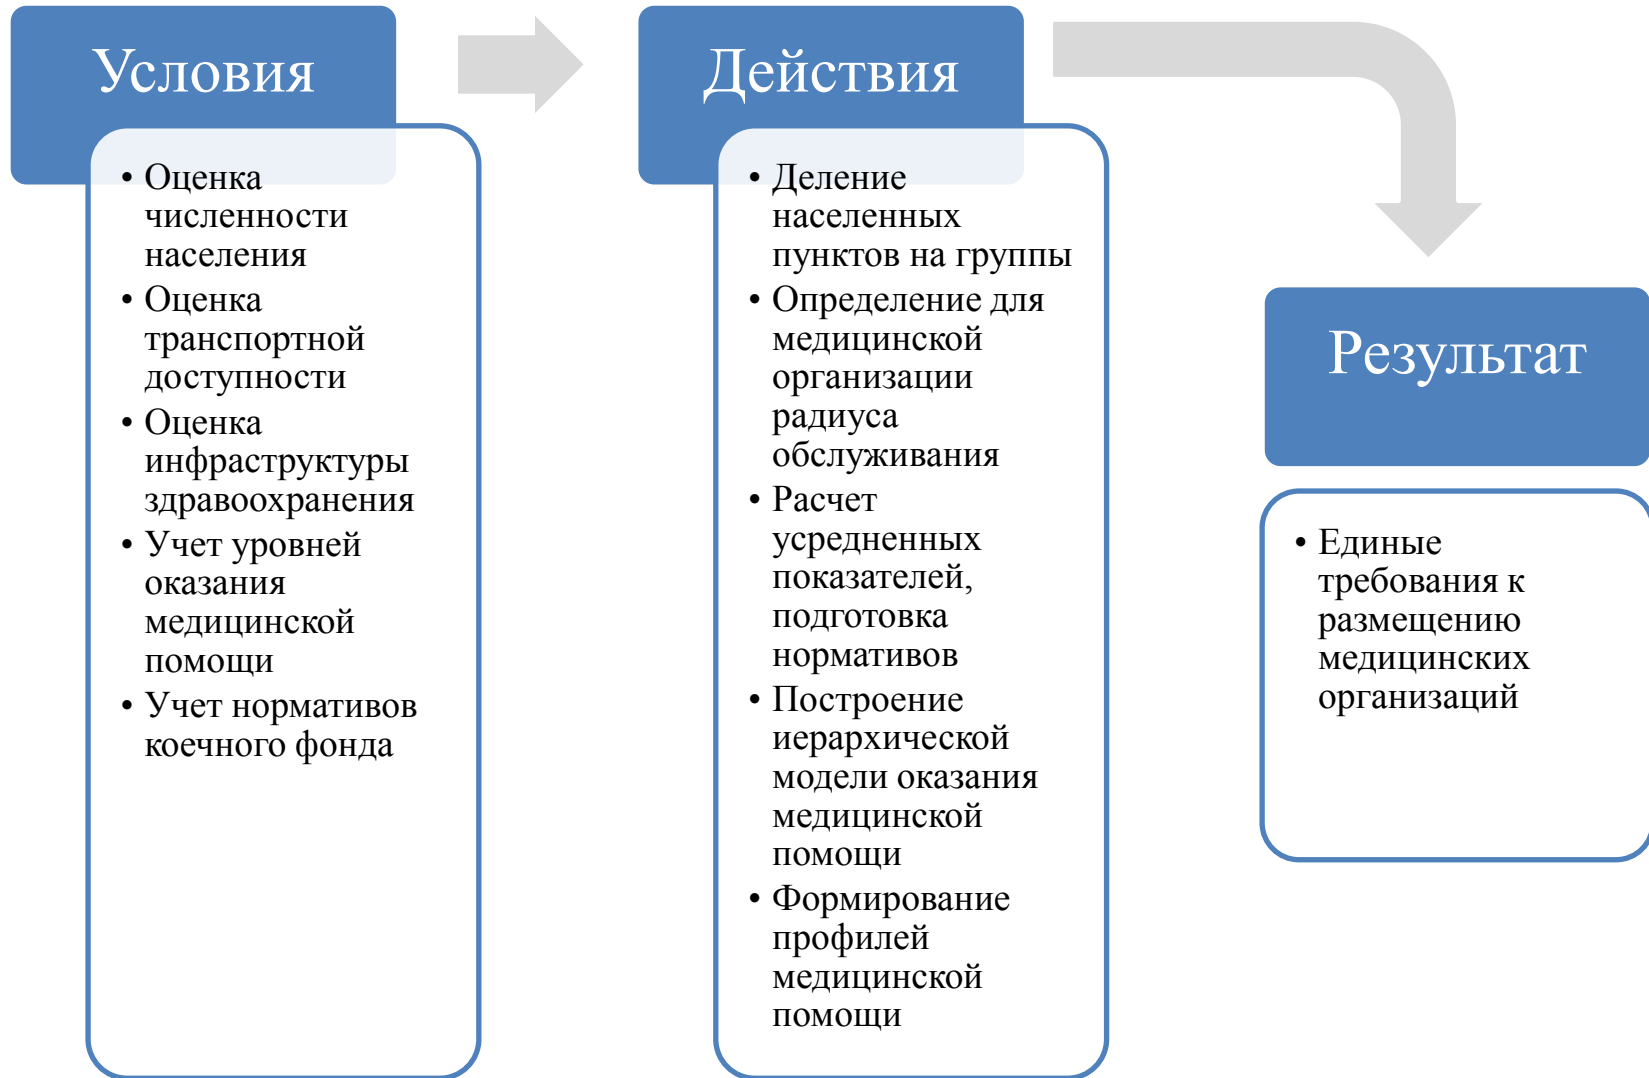 Условия
• Оценка
численности
населения
• Оценка
транспортной
доступности
• Оценка
инфраструктуры
здравоохранения
• Учет уровней
оказания
медицинской
помощи
• Учет нормативов
коечного фонда
Действия
• Деление
населенных
пунктов на группы
• Определение для
медицинской
организации
радиуса
обслуживания
• Расчет
усредненных
показателей,
подготовка
нормативов
• Построение
иерархической
модели оказания
медицинской
помощи
• Формирование
профилей
медицинской
помощи
Результат
• Единые
требования к
размещению
медицинских
организаций